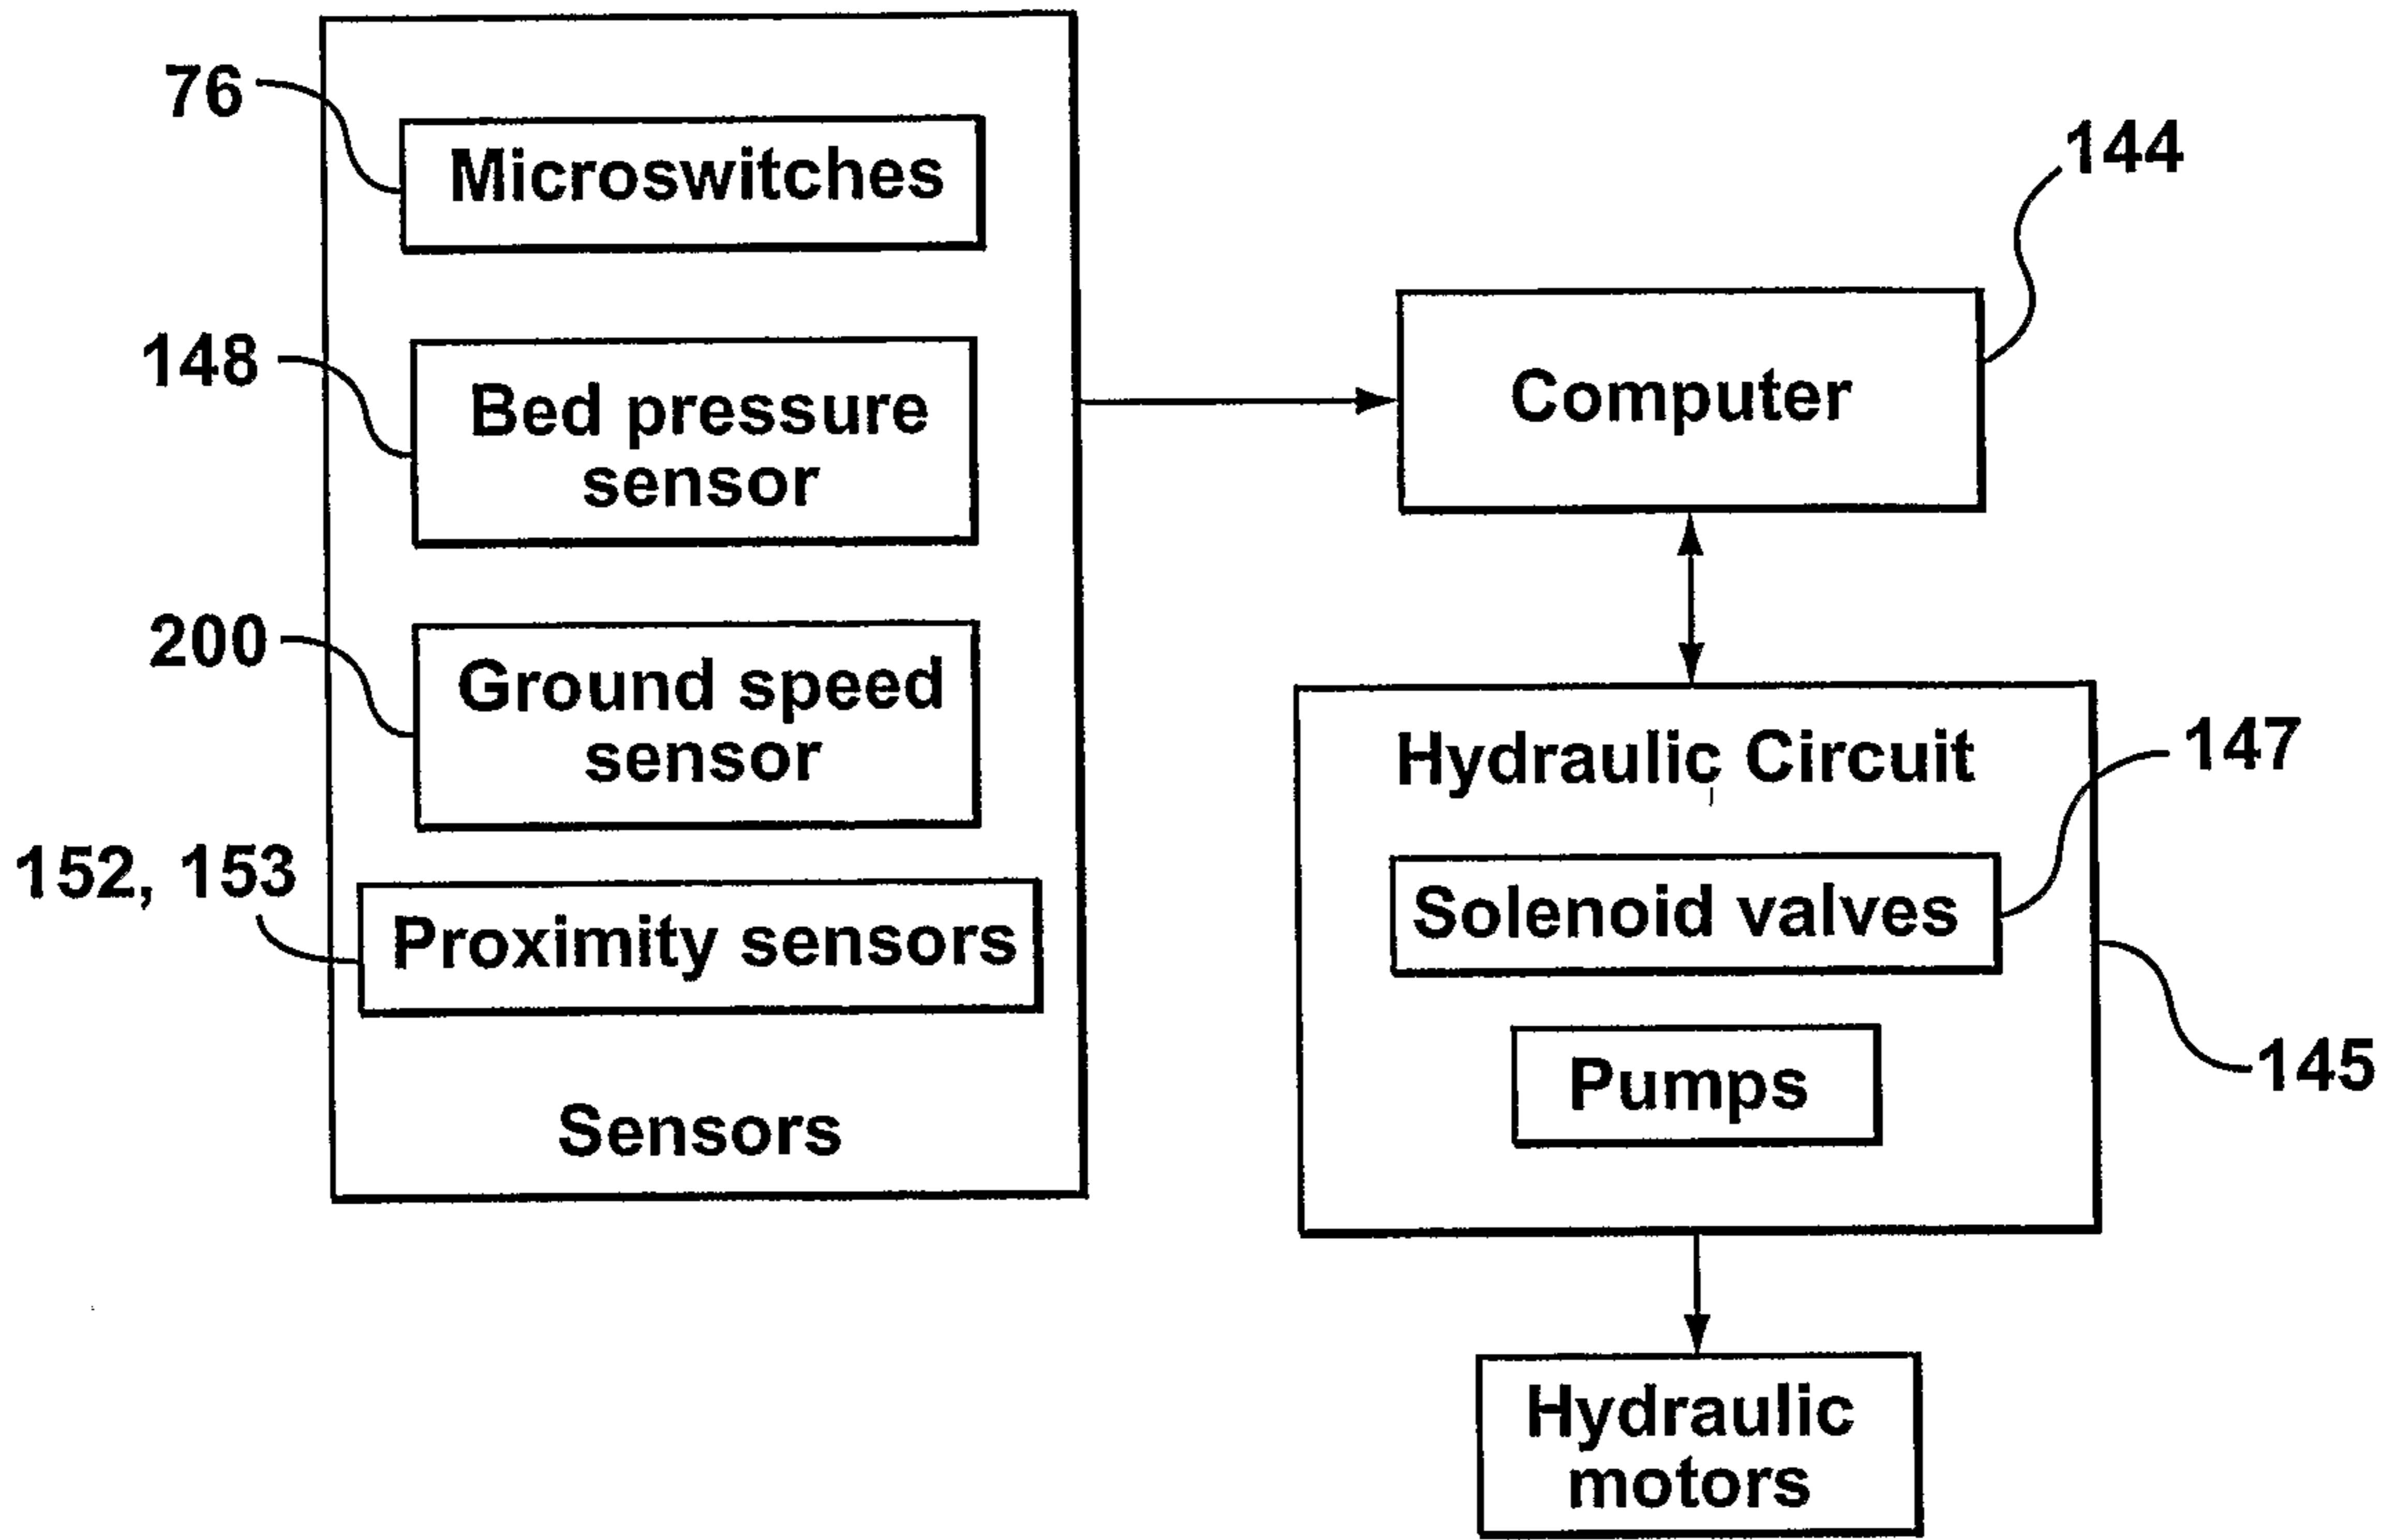 76
Microswitches
148
Bed pressure
sensor
200
Ground speed
sensor
152, 153
Proximity sensors
Sensors
144
Computer
Hydraulic Circuit
147
Solenoid valves
Pumps
145
Hydraulic
motors